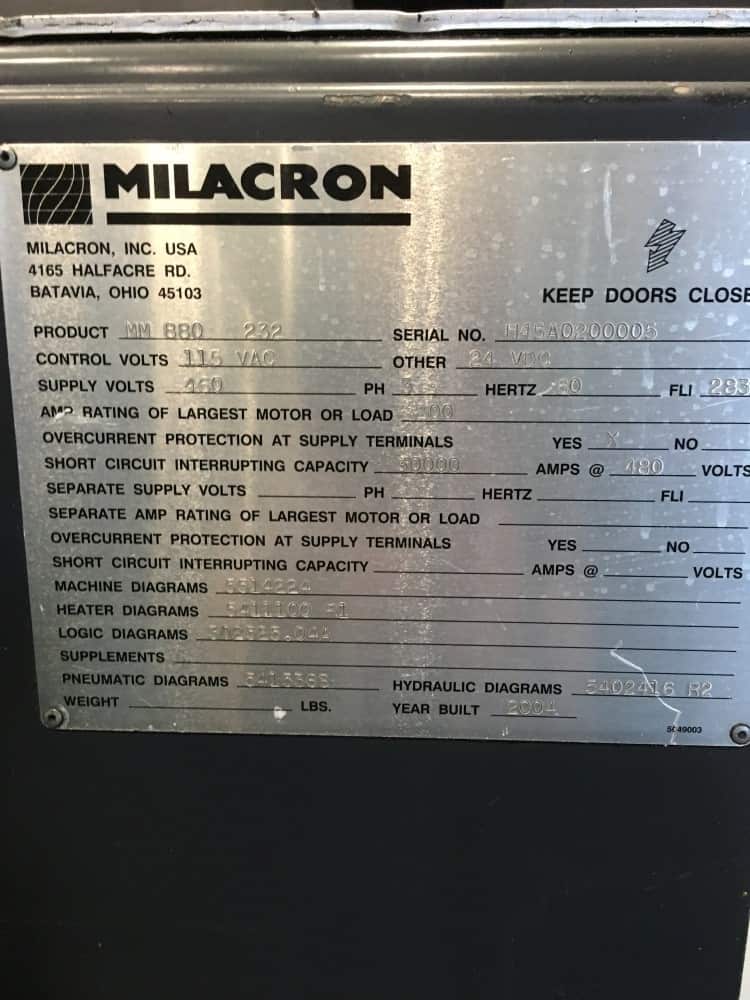 MILACRON
MILACRON, INC. USA
4165 HALFACRE RD.
BATAVIA, OHIO 45103
KEEP DOORS CLOSE
PRODUCT MM 880 232 SERIAL NO. H45A0200005
CONTROL VOLTS 115 VAC OTHER 24 VDC
SUPPLY VOLTS 460 PH HERTZ 60 FLI 283
AMP RATING OF LARGEST MOTOR OR LOAD
OVERCURRENT PROTECTION AT SUPPLY TERMINALS YES X NO
SHORT CIRCUIT INTERRUPTING CAPACITY 50000 AMPS @ 480 VOLTS
SEPARATE SUPPLY VOLTS PH HERTZ FLI
SEPARATE AMP RATING OF LARGEST MOTOR OR LOAD
OVERCURRENT PROTECTION AT SUPPLY TERMINALS YES NO
SHORT CIRCUIT INTERRUPTING CAPACITY AMPS @ VOLTS
MACHINE DIAGRAMS
HEATER DIAGRAMS
LOGIC DIAGRAMS
SUPPLEMENTS
PNEUMATIC DIAGRAMS HYDRAULIC DIAGRAMS 5402416 R2
WEIGHT LBS. YEAR BUILT 2004